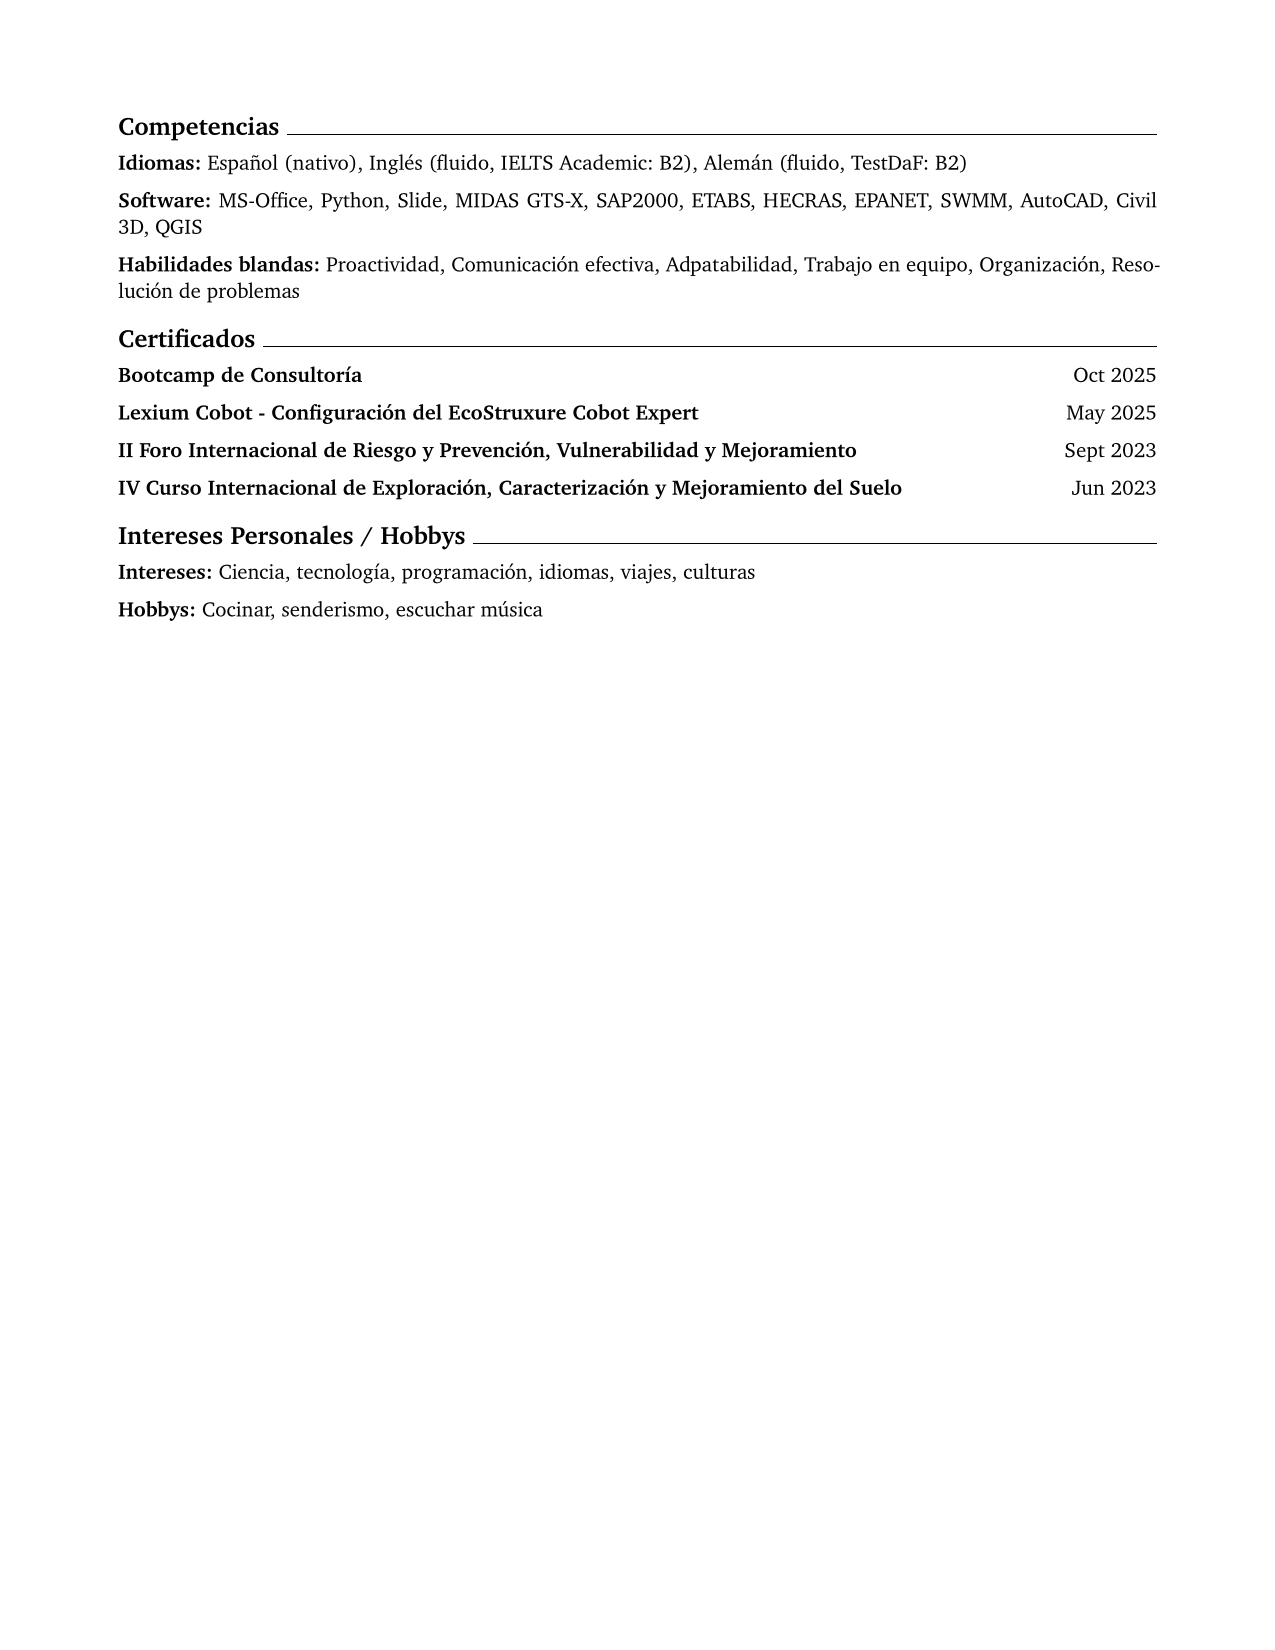 Competencias
Idiomas: Español (nativo), Inglés (fluido, IELTS Academic: B2), Alemán (fluido, TestDaF: B2)
Software: MS-Office, Python, Slide, MIDAS GTS-X, SAP2000, ETABS, HECRAS, EPANET, SWMM, AutoCAD, Civil
3D, QGIS
Habilidades blandas: Proactividad, Comunicación efectiva, Adpatabilidad, Trabajo en equipo, Organización, Reso-
lución de problemas
Certificados
Bootcamp de Consultoría Oct 2025
Lexium Cobot - Configuración del EcoStruxure Cobot Expert May 2025
II Foro Internacional de Riesgo y Prevención, Vulnerabilidad y Mejoramiento Sept 2023
IV Curso Internacional de Exploración, Caracterización y Mejoramiento del Suelo Jun 2023
Intereses Personales / Hobbys
Intereses: Ciencia, tecnología, programación, idiomas, viajes, culturas
Hobbys: Cocinar, senderismo, escuchar música